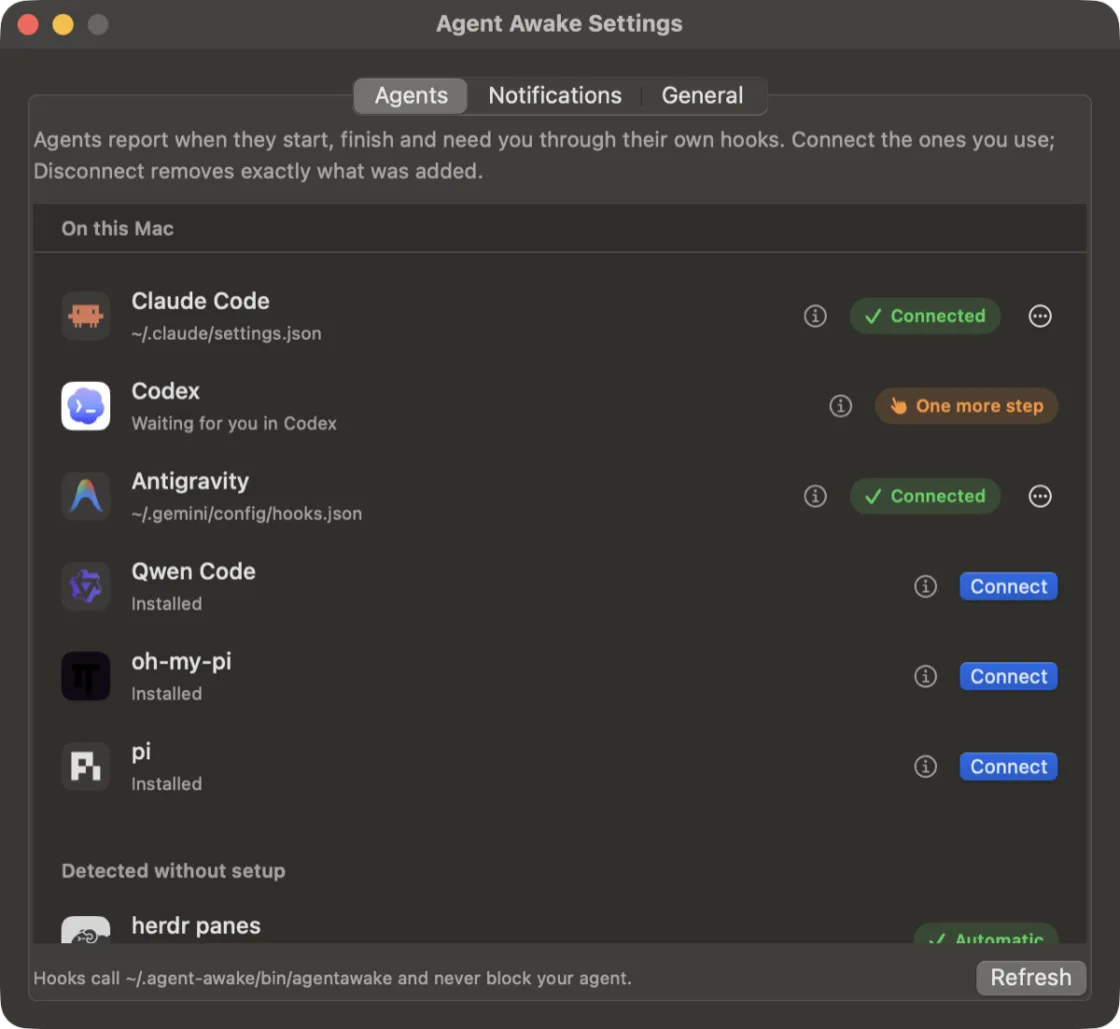 Agent Awake Settings
Agents
Notifications
General
Agents report when they start, finish and need you through their own hooks. Connect the ones you use;
Disconnect removes exactly what was added.
On this Mac
Claude Code
~/.claude/settings.json
Connected
Codex
Waiting for you in Codex
One more step
Antigravity
~/.gemini/config/hooks.json
Connected
Qwen Code
Installed
Connect
oh-my-pi
Installed
Connect
pi
Installed
Connect
Detected without setup
herdr panes
Automatic
Hooks call ~/.agent-awake/bin/agentawake and never block your agent.
Refresh